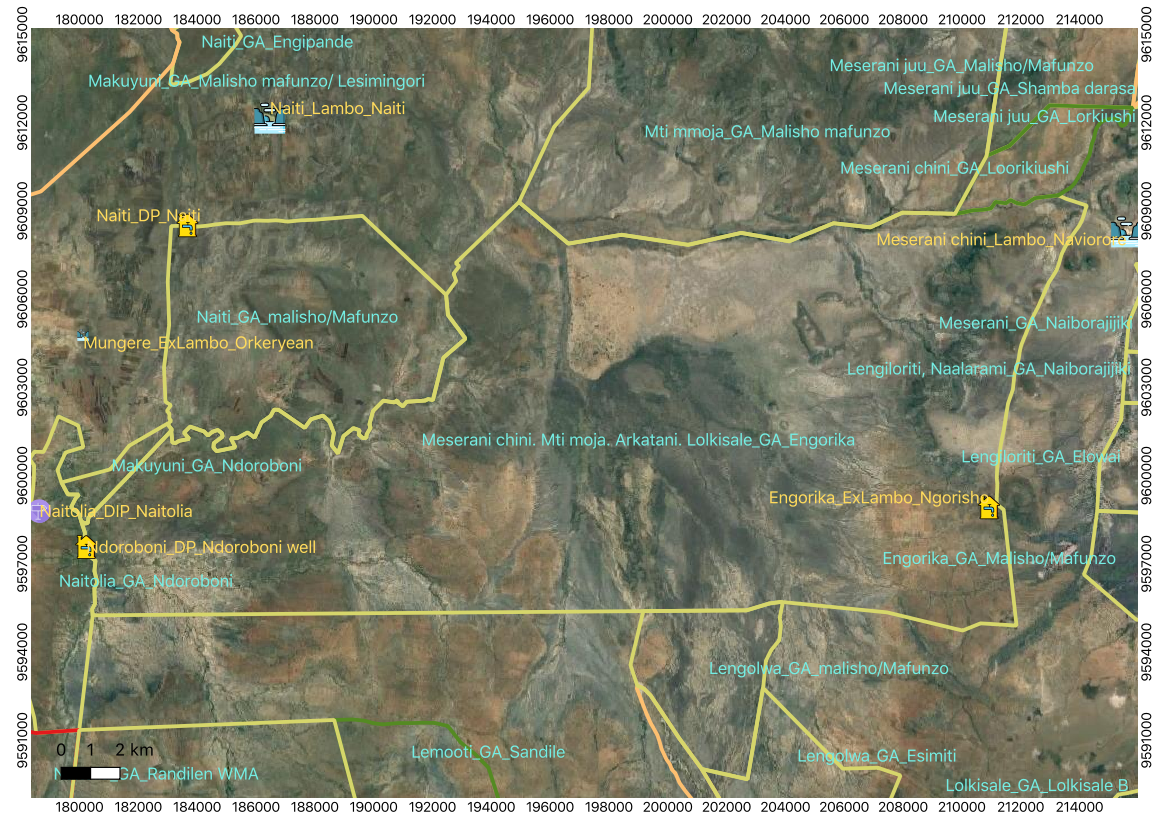 180000 182000 184000 186000 188000 190000 192000 194000 196000 198000 200000 202000 204000 206000 208000 210000 212000 214000
9615000
9612000
9609000
9606000
9603000
9600000
9597000
9594000
9591000
Naiti_GA_Engipande
Makuyuni_GA_Malisho mafunzo/ Lesimingori
Naiti_Lambo_Naiti
Meserani juu_GA_Malisho/Mafunzo
Meserani juu_GA_Shamba darasa
Meserani juu_GA_Lorkiushi
Mti mmoja_GA_Malisho mafunzo
Meserani chini_GA_Loorikiushi
Naiti_DP_Naiti
Meserani chini_Lambo_Naviorore
Naiti_GA_malisho/Mafunzo
Meserani_GA_Naiborajijiki
Mungere_ExLambo_Orkeryean
Lengiloriti, Naalarami_GA_Naiborajijiki
Meserani chini. Mti moja. Arkatani. Lolkisale_GA_Engorika
Makuyuni_GA_Ndoroboni
Lengiloriti_GA_Elowai
Engorika_ExLambo_Ngorisho
Naitolia_DIP_Naitolia
Ndoroboni_DP_Ndoroboni well
Engorika_GA_Malisho/Mafunzo
Naitolia_GA_Ndoroboni
Lengolwa_GA_malisho/Mafunzo
Lemooti_GA_Sandile
Lengolwa_GA_Esimiti
0 1 2 km
GA_Randilen WMA
Lolkisale_GA_Lolkisale B
9615000
9612000
9609000
9606000
9603000
9600000
9597000
9594000
9591000
180000 182000 184000 186000 188000 190000 192000 194000 196000 198000 200000 202000 204000 206000 208000 210000 212000 214000